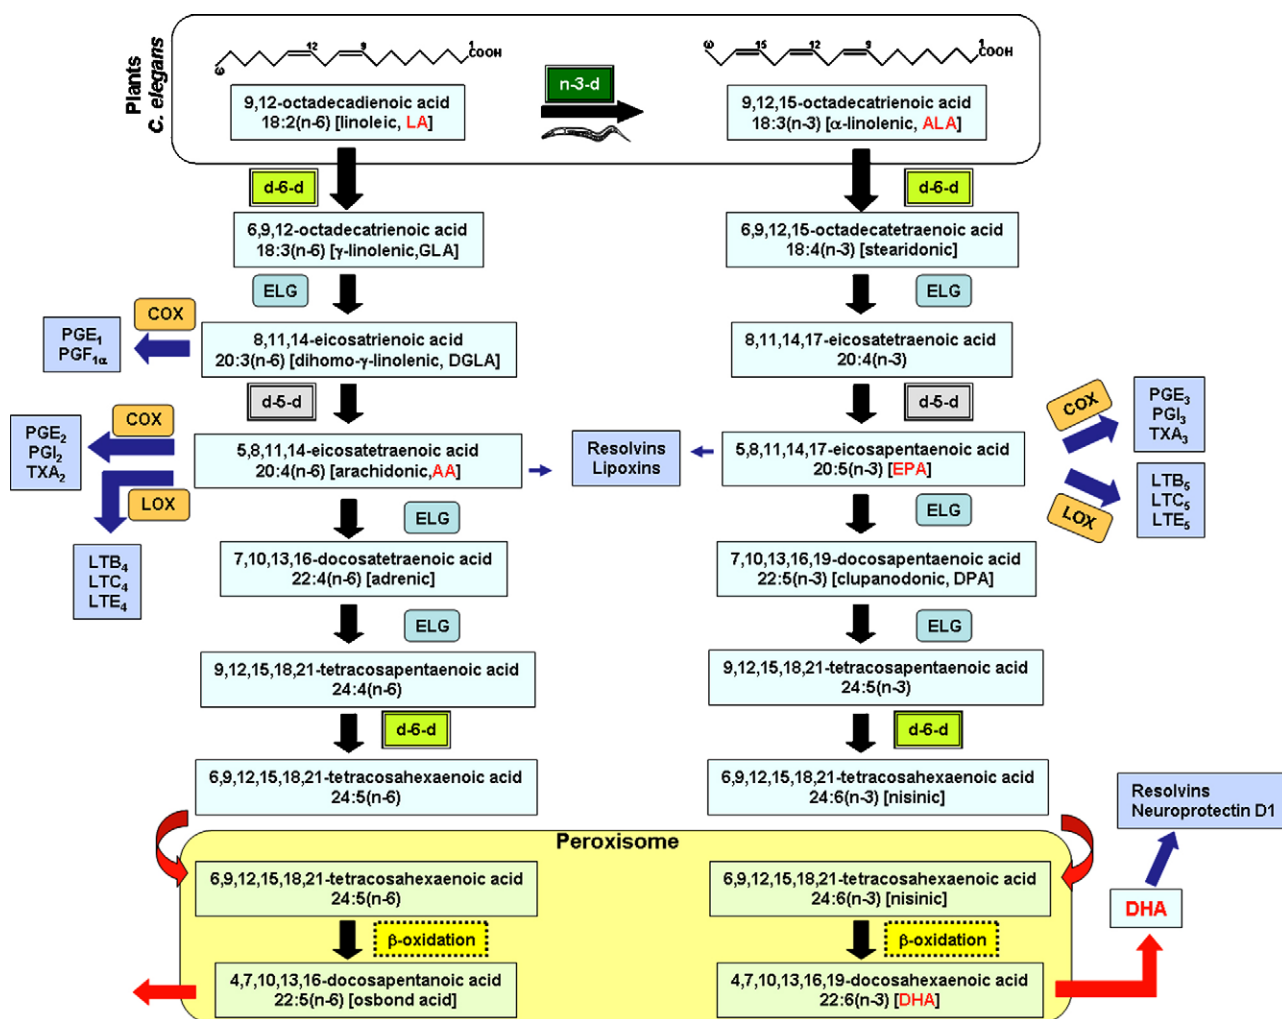 Plants
C. elegans
ω
12
9
1
COOH
9,12-octadecadienoic acid
18:2(n-6) [linoleic, LA]
n-3-d
ω
15
12
9
1
COOH
9,12,15-octadecatrienoic acid
18:3(n-3) [α-linolenic, ALA]
d-6-d
d-6-d
6,9,12-octadecatrienoic acid
18:3(n-6) [γ-linolenic,GLA]
6,9,12,15-octadecatetraenoic acid
18:4(n-3) [stearidonic]
ELG
ELG
COX
PGE1
PGF1α
8,11,14-eicosatrienoic acid
20:3(n-6) [dihomo-γ-linolenic, DGLA]
8,11,14,17-eicosatetraenoic acid
20:4(n-3)
d-5-d
d-5-d
COX
PGE3
PGI3
TXA3
COX
PGE2
PGI2
TXA2
5,8,11,14-eicosatetraenoic acid
20:4(n-6) [arachidonic,AA]
Resolvins
Lipoxins
5,8,11,14,17-eicosapentaenoic acid
20:5(n-3) [EPA]
LOX
LTB5
LTC5
LTE5
LOX
ELG
ELG
LTB4
LTC4
LTE4
7,10,13,16-docosatetraenoic acid
22:4(n-6) [adrenic]
7,10,13,16,19-docosapentaenoic acid
22:5(n-3) [clupanodonic, DPA]
ELG
ELG
9,12,15,18,21-tetracosapentaenoic acid
24:4(n-6)
9,12,15,18,21-tetracosapentaenoic acid
24:5(n-3)
d-6-d
d-6-d
6,9,12,15,18,21-tetracosahexaenoic acid
24:5(n-6)
6,9,12,15,18,21-tetracosahexaenoic acid
24:6(n-3) [nisinic]
Resolvins
Neuroprotectin D1
Peroxisome
6,9,12,15,18,21-tetracosahexaenoic acid
24:5(n-6)
6,9,12,15,18,21-tetracosahexaenoic acid
24:6(n-3) [nisinic]
DHA
β-oxidation
β-oxidation
4,7,10,13,16-docosapentanoic acid
22:5(n-6) [osbond acid]
4,7,10,13,16,19-docosahexaenoic acid
22:6(n-3) [DHA]